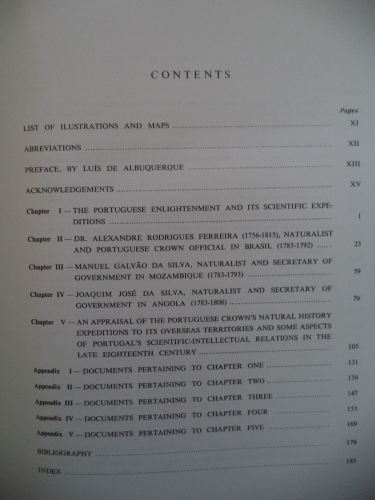 CONTENTS
Pages
LIST OF ILUSTRATIONS AND MAPS XI
ABREVIATIONS XII
PREFACE, BY LUÍS DE ALBUQUERQUE XIII
ACKNOWLEDGEMENTS XV
Chapter I — THE PORTUGUESE ENLIGHTENMENT AND ITS SCIENTIFIC EXPE-
DITIONS 1
Chapter II — DR. ALEXANDRE RODRIGUES FERREIRA (1756-1815), NATURALIST
AND PORTUGUESE CROWN OFFICIAL IN BRASIL (1783-1792) 23
Chapter III — MANUEL GALVÃO DA SILVA, NATURALIST AND SECRETARY OF
GOVERNMENT IN MOZAMBIQUE (1783-1793) 59
Chapter IV — JOAQUIM JOSÉ DA SILVA, NATURALIST AND SECRETARY OF
GOVERNMENT IN ANGOLA (1783-1808) 79
Chapter V — AN APPRAISAL OF THE PORTUGUESE CROWN'S NATURAL HISTORY
EXPEDITIONS TO ITS OVERSEAS TERRITORIES AND SOME ASPECTS
OF PORTUGAL'S SCIENTIFIC-INTELLECTUAL RELATIONS IN THE
LATE EIGHTEENTH CENTURY 105
Appendix I — DOCUMENTS PERTAINING TO CHAPTER ONE 131
Appendix II — DOCUMENTS PERTAINING TO CHAPTER TWO 139
Appendix III — DOCUMENTS PERTAINING TO CHAPTER THREE 147
Appendix IV — DOCUMENTS PERTAINING TO CHAPTER FOUR 153
Appendix V — DOCUMENTS PERTAINING TO CHAPTER FIVE 169
BIBLIOGRAPHY 179
INDEX 185